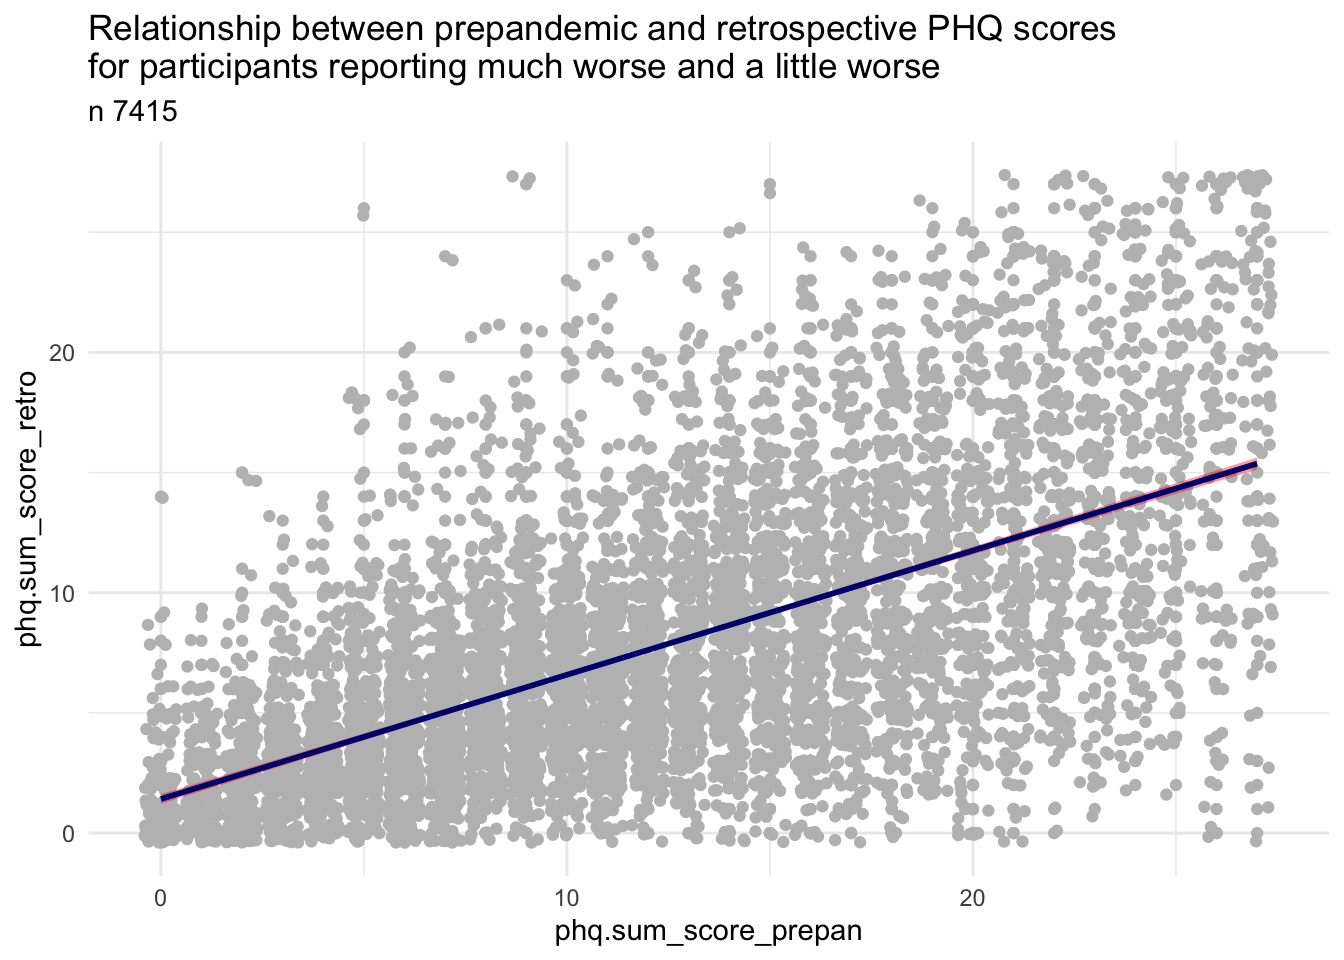 Relationship between prepandemic and retrospective PHQ scores
for participants reporting much worse and a little worse
n 7415
phq.sum_score_retro
20
10
0
0
10
20
phq.sum_score_prepan